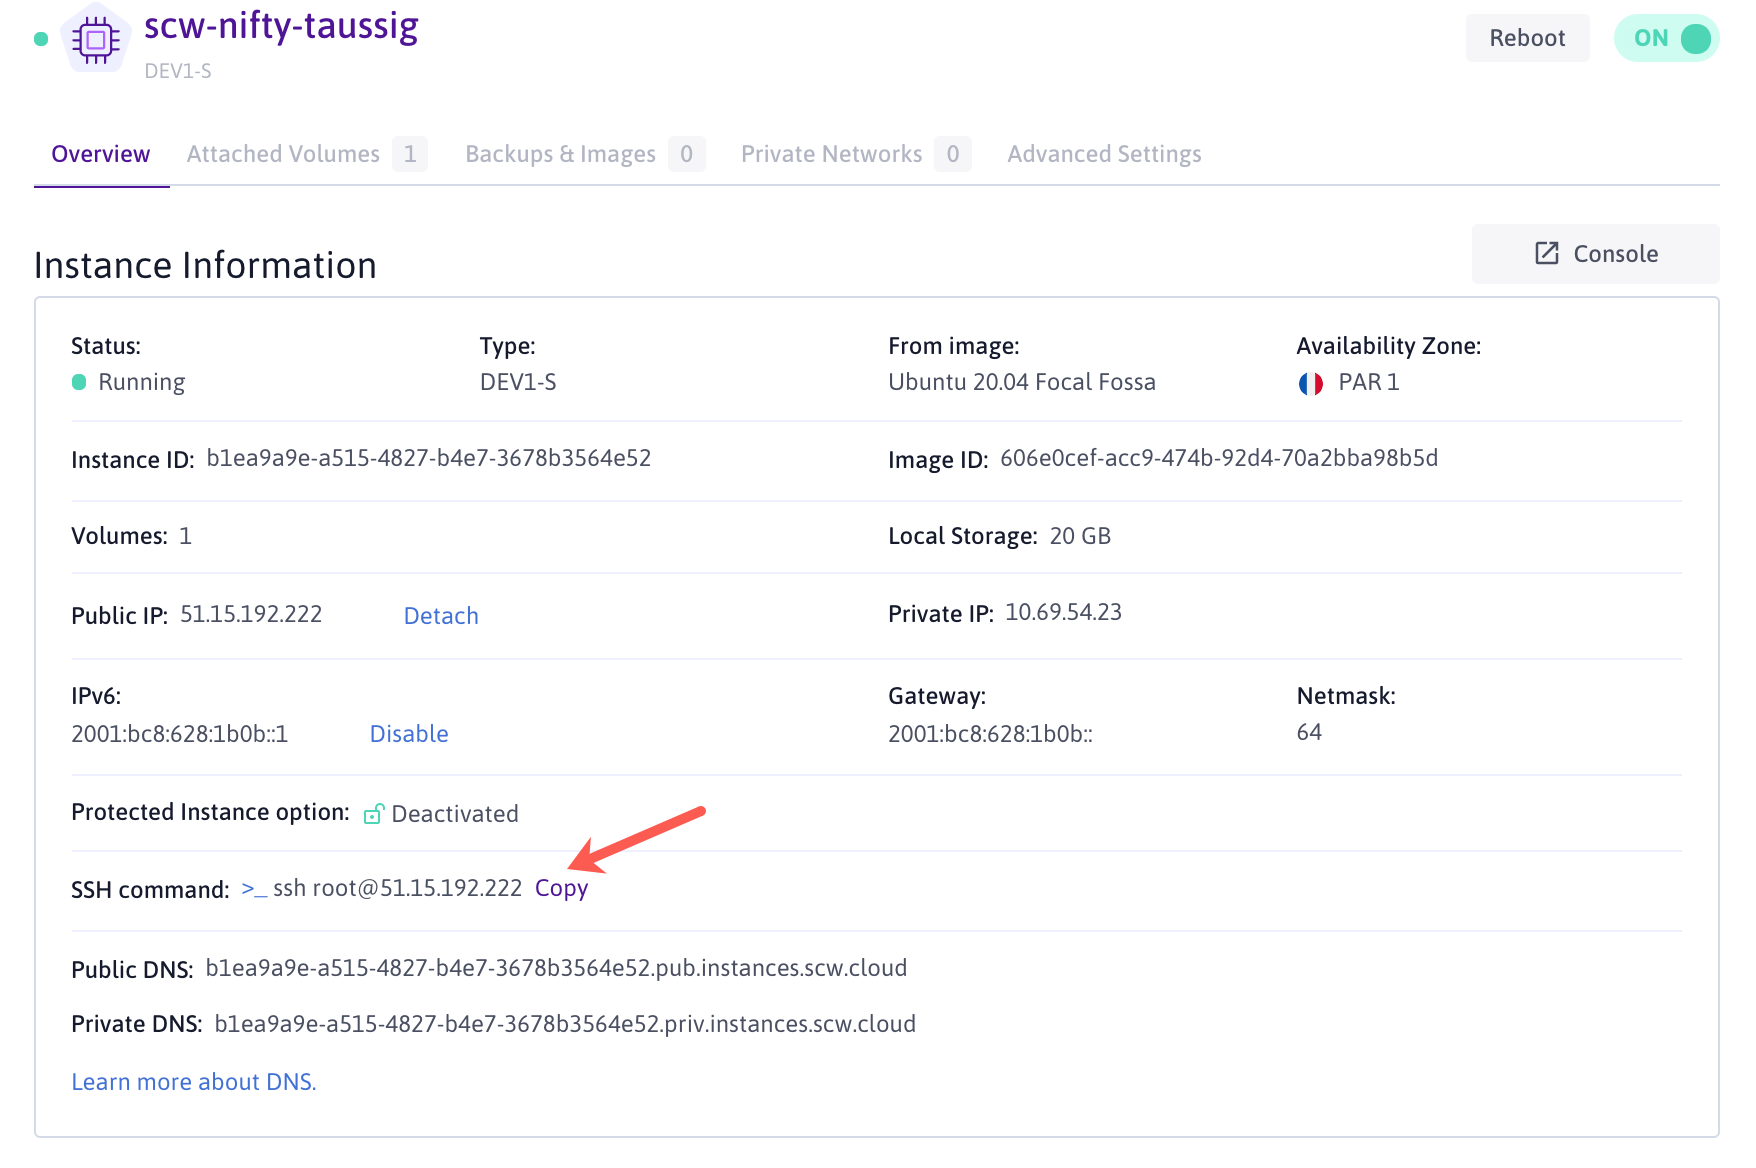 scw-nifty-taussig
DEV1-S
Reboot
ON
Overview Attached Volumes 1 Backups & Images 0 Private Networks 0 Advanced Settings
Instance Information
Console
Status: Type: From image: Availability Zone:
Running DEV1-S Ubuntu 20.04 Focal Fossa PAR 1
Instance ID: b1ea9a9e-a515-4827-b4e7-3678b3564e52 Image ID: 606e0cef-acc9-474b-92d4-70a2bba98b5d
Volumes: 1 Local Storage: 20 GB
Public IP: 51.15.192.222 Detach Private IP: 10.69.54.23
IPv6: Gateway: Netmask:
2001:bc8:628:1b0b::1 Disable 2001:bc8:628:1b0b:: 64
Protected Instance option: Deactivated
SSH command: >_ ssh root@51.15.192.222 Copy
Public DNS: b1ea9a9e-a515-4827-b4e7-3678b3564e52.pub.instances.scw.cloud
Private DNS: b1ea9a9e-a515-4827-b4e7-3678b3564e52.priv.instances.scw.cloud
Learn more about DNS.